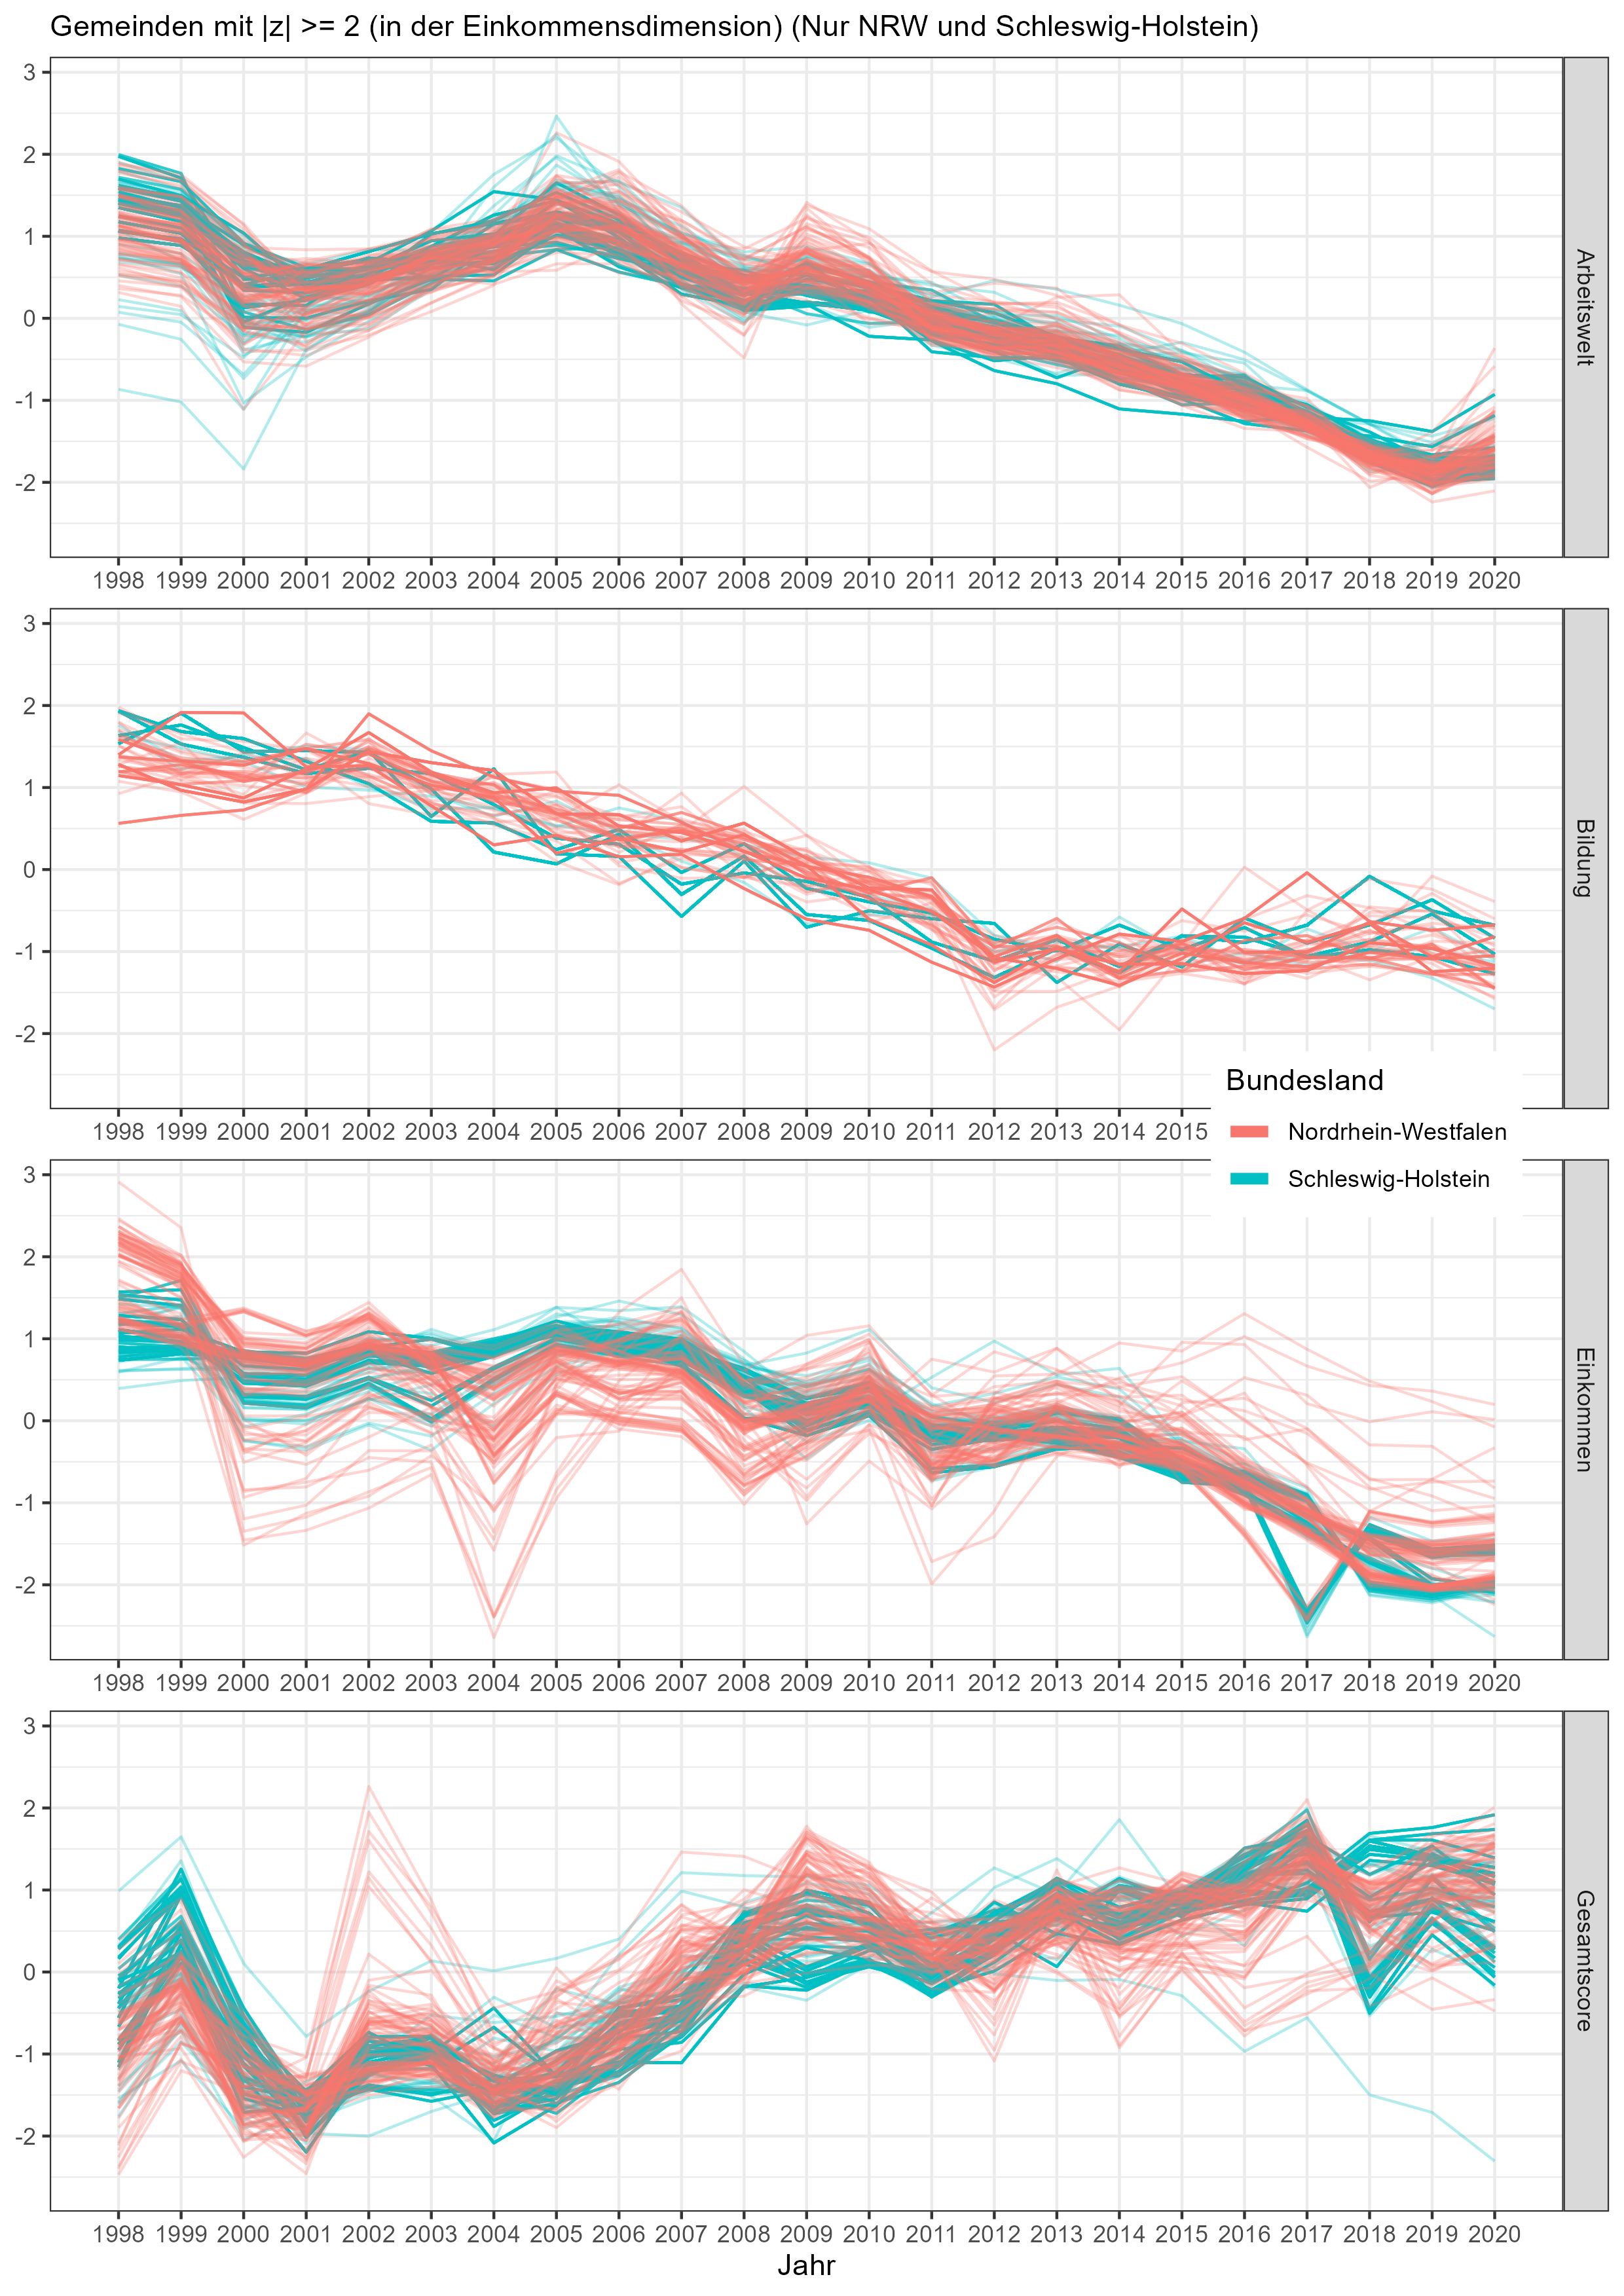 Gemeinden mit |z| >= 2 (in der Einkommensdimension) (Nur NRW und Schleswig-Holstein)
3
2
1
0
-1
-2
Arbeitswelt
1998 1999 2000 2001 2002 2003 2004 2005 2006 2007 2008 2009 2010 2011 2012 2013 2014 2015 2016 2017 2018 2019 2020
3
2
1
0
-1
-2
Bildung
1998 1999 2000 2001 2002 2003 2004 2005 2006 2007 2008 2009 2010 2011 2012 2013 2014 2015
Bundesland
Nordrhein-Westfalen
Schleswig-Holstein
3
2
1
0
-1
-2
Einkommen
1998 1999 2000 2001 2002 2003 2004 2005 2006 2007 2008 2009 2010 2011 2012 2013 2014 2015 2016 2017 2018 2019 2020
3
2
1
0
-1
-2
Gesamtscore
1998 1999 2000 2001 2002 2003 2004 2005 2006 2007 2008 2009 2010 2011 2012 2013 2014 2015 2016 2017 2018 2019 2020
Jahr